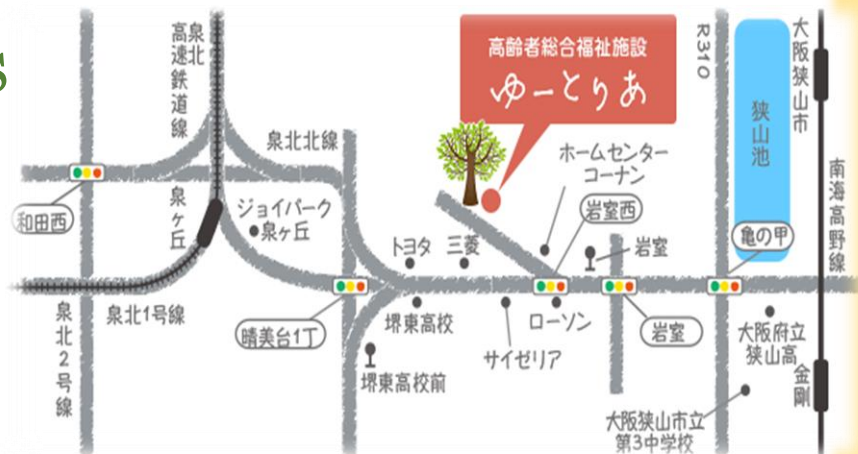 S
泉北
高速鉄道線
泉北北線
高齢者総合福祉施設
ゆーとりあ
R310
狭山池
大阪狭山市
南海高野線
ホームセンター
コーナン
岩室西
和田西
泉ヶ丘
ジョイパーク
泉ヶ丘
トヨタ
三菱
岩室
亀の甲
泉北1号線
泉北2号線
晴美台1丁
堺東高校
堺東高校前
サイゼリア
ローソン
岩室
大阪府立
狭山高
金剛
大阪狭山市立
第3中学校